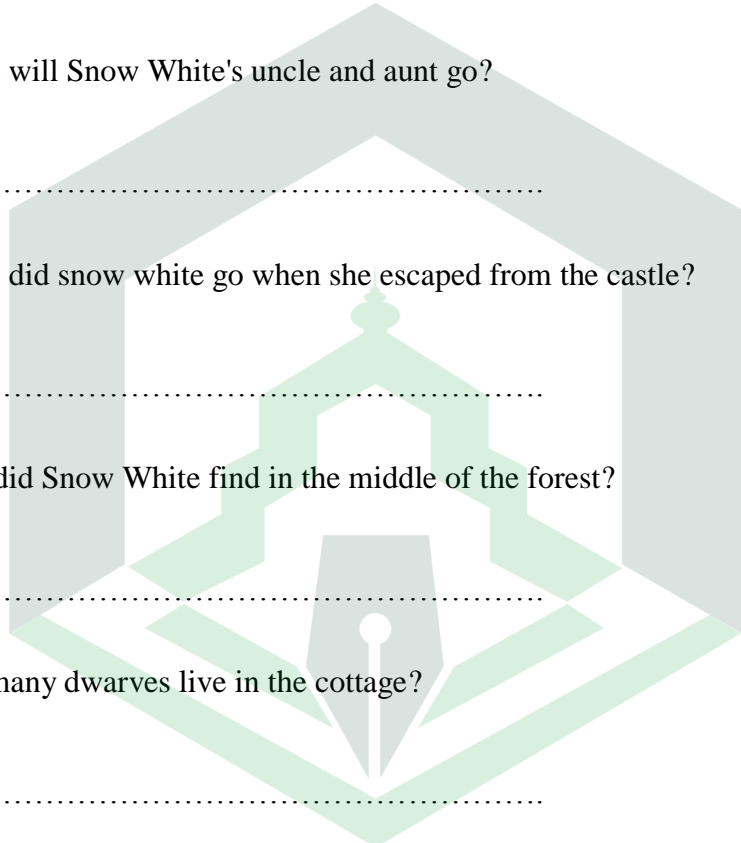 will Snow White's uncle and aunt go?
……………………………………………….
did snow white go when she escaped from the castle?
……………………………………………….
did Snow White find in the middle of the forest?
……………………………………………….
many dwarves live in the cottage?
……………………………………………….